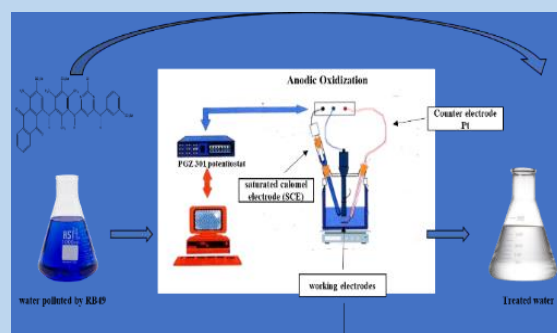 Anodic Oxidization
Counter electrode
Pt
PGZ 301 potentiostat
saturated calomel
electrode (SCE)
working electrodes
water polluted by RB49
Treated water